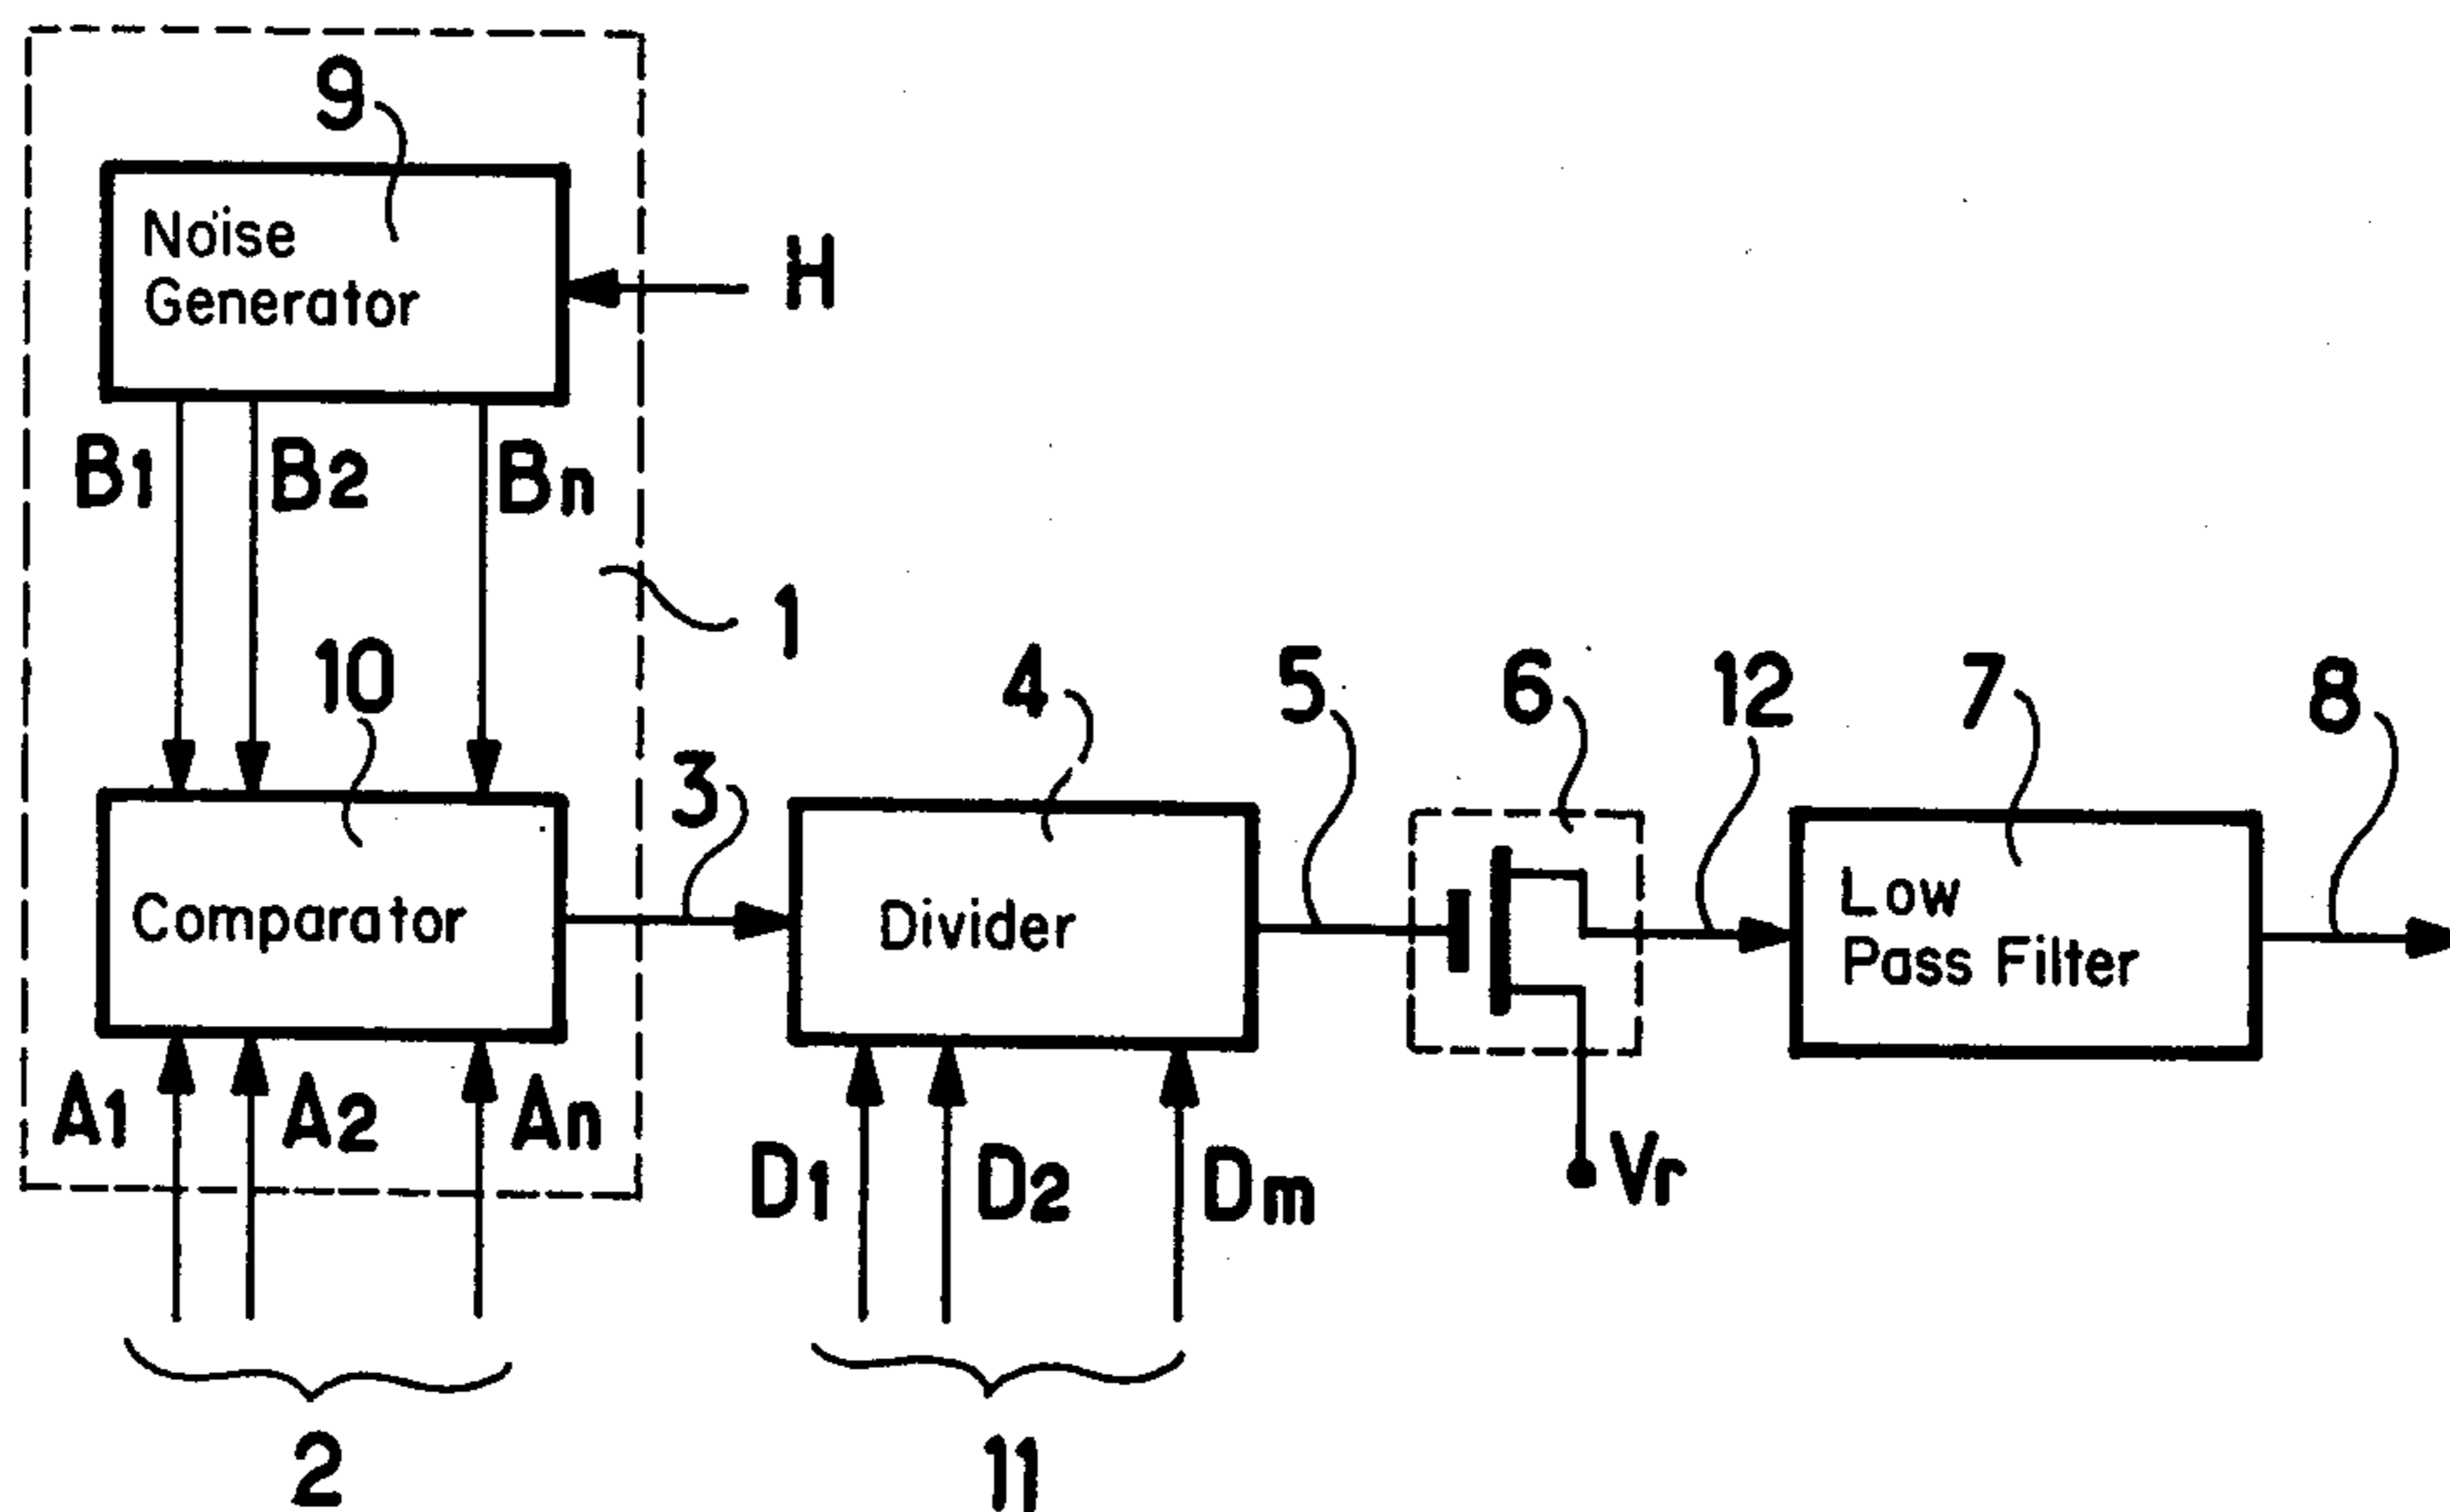 9
Noise
Generator
H
B1 B2 Bn
1
10 4 5 6 12 7 8
3
Comparator
Divider
Low
Pass Filter
A1 A2 An
D1 D2 Dm Vr
2 11